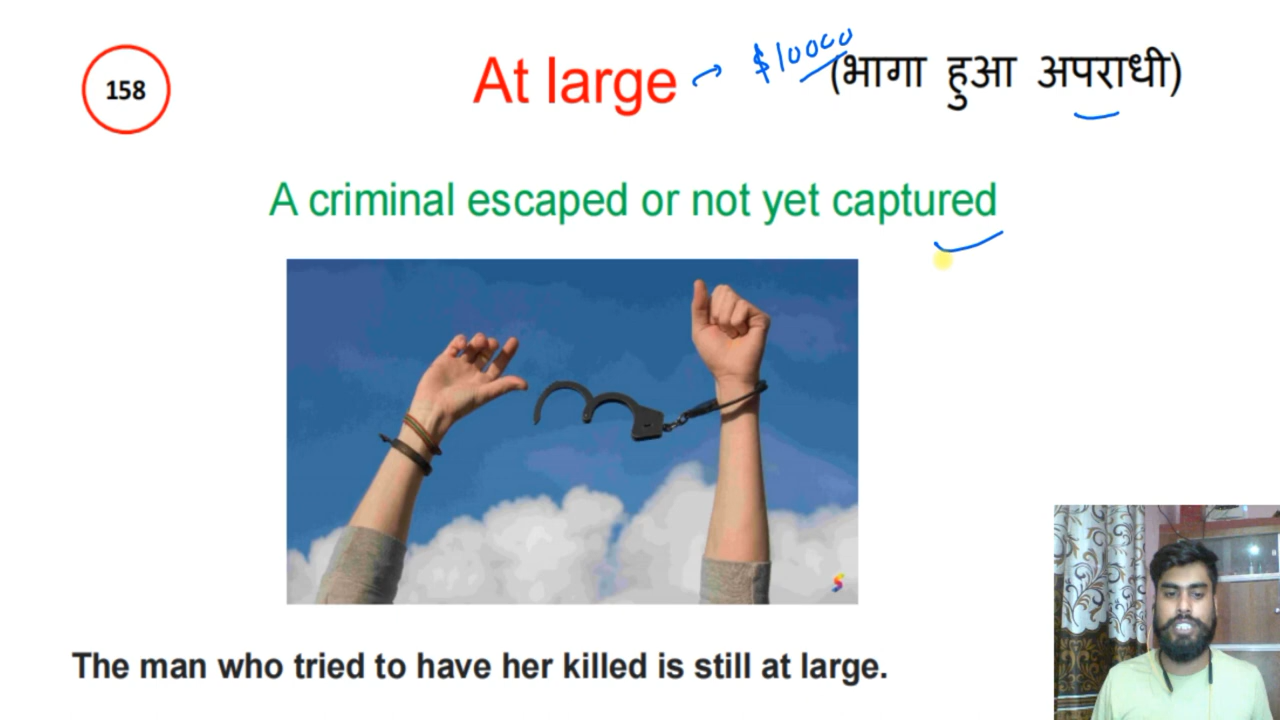 158
At large → $10000 (भागा हुआ अपराधी)
A criminal escaped or not yet captured
The man who tried to have her killed is still at large.